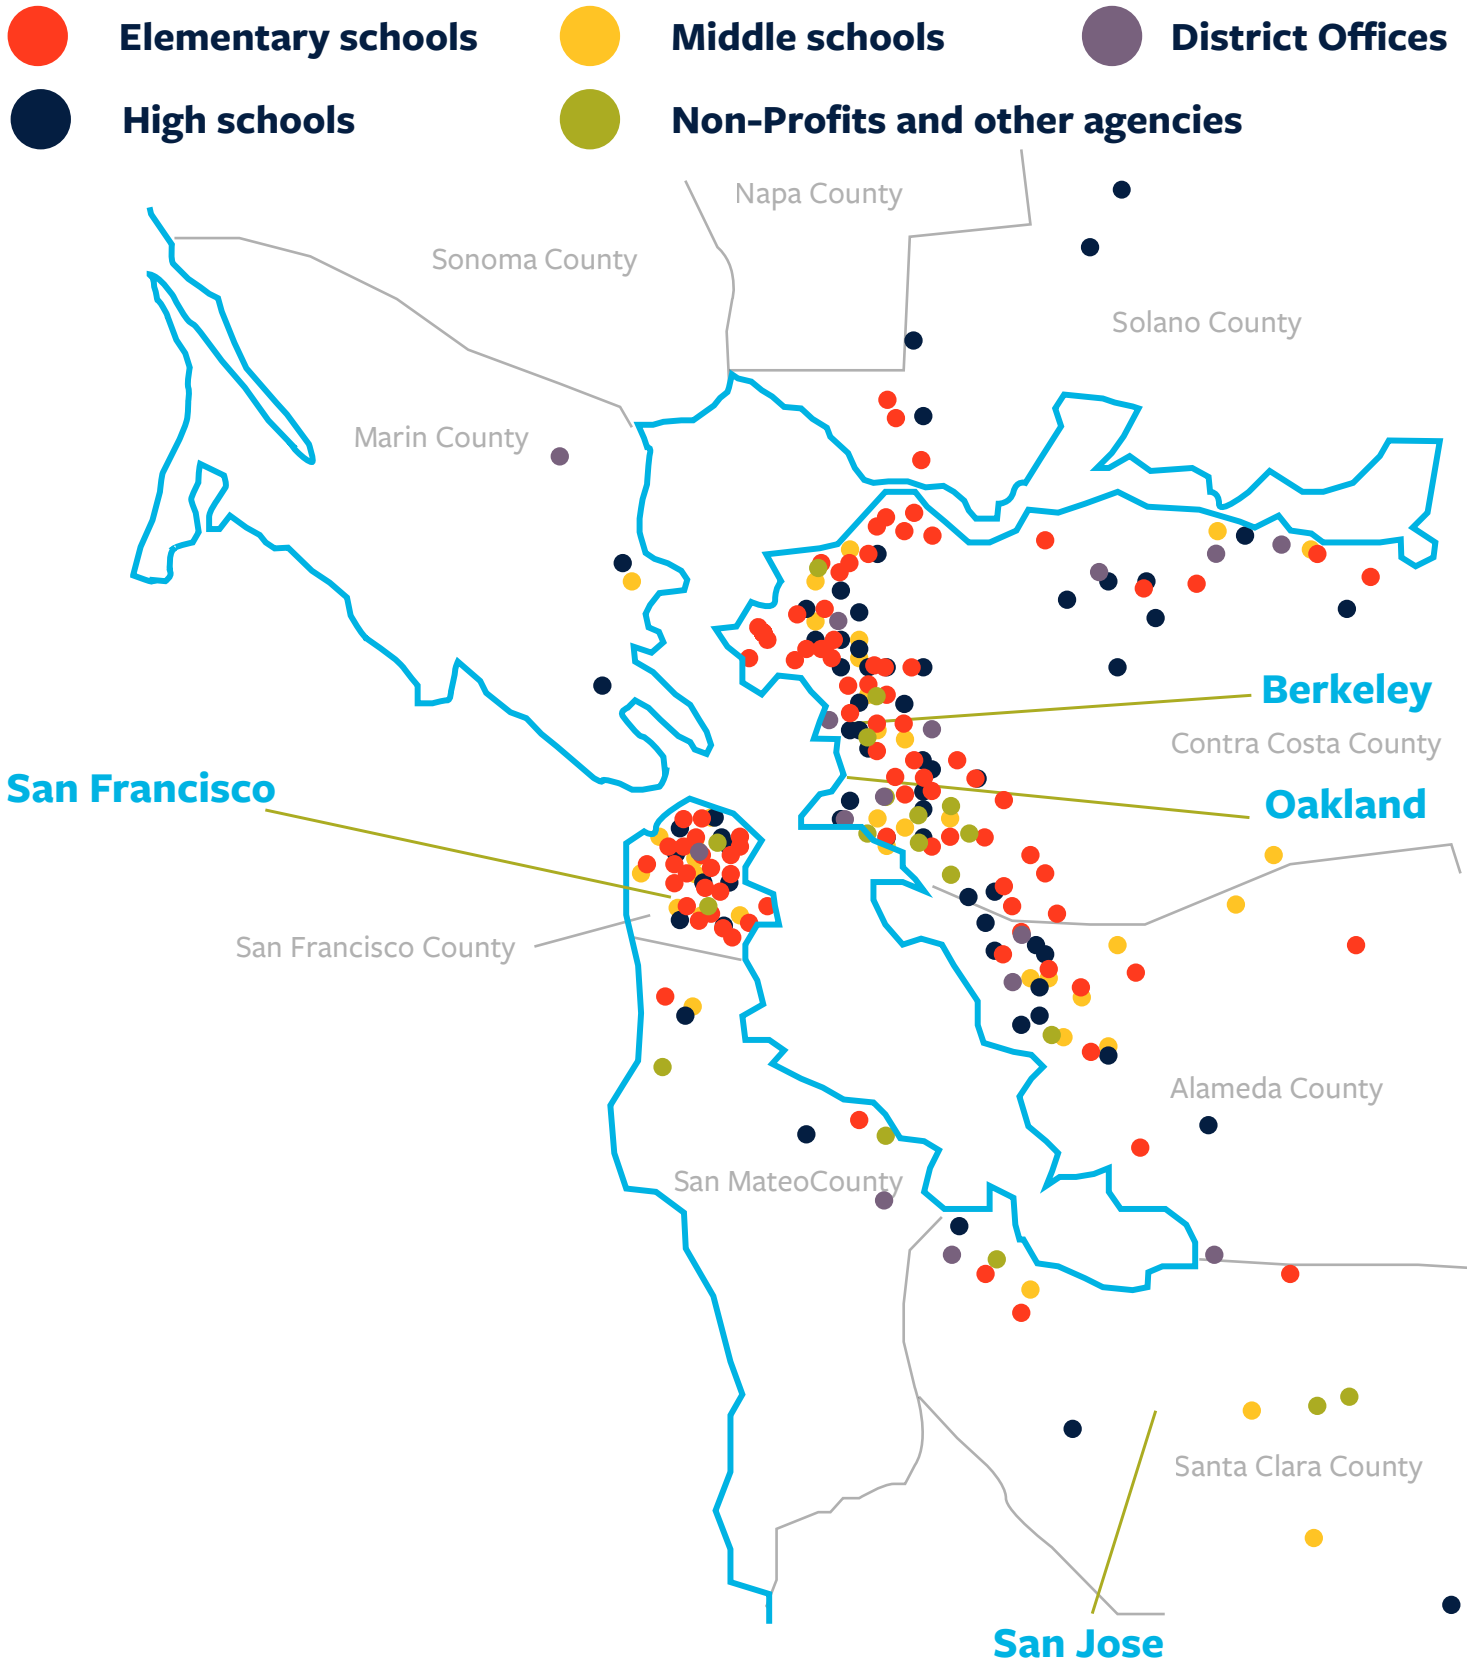 Elementary schools
Middle schools
District Offices
High schools
Non-Profits and other agencies
Napa County
Sonoma County
Solano County
Marin County
Berkeley
Contra Costa County
San Francisco
Oakland
San Francisco County
Alameda County
San MateoCounty
Santa Clara County
San Jose